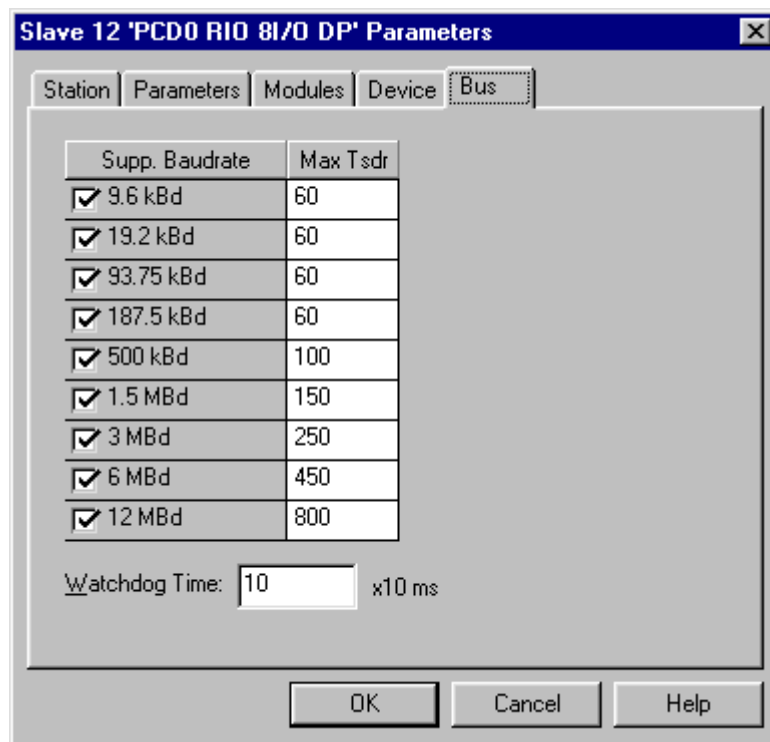 Slave 12 'PCD0 RIO 8I/O DP' Parameters
Station Parameters Modules Device Bus
Supp. Baudrate Max Tsdr
9.6 kBd 60
19.2 kBd 60
93.75 kBd 60
187.5 kBd 60
500 kBd 100
1.5 MBd 150
3 MBd 250
6 MBd 450
12 MBd 800
Watchdog Time: 10 x10 ms
OK Cancel Help